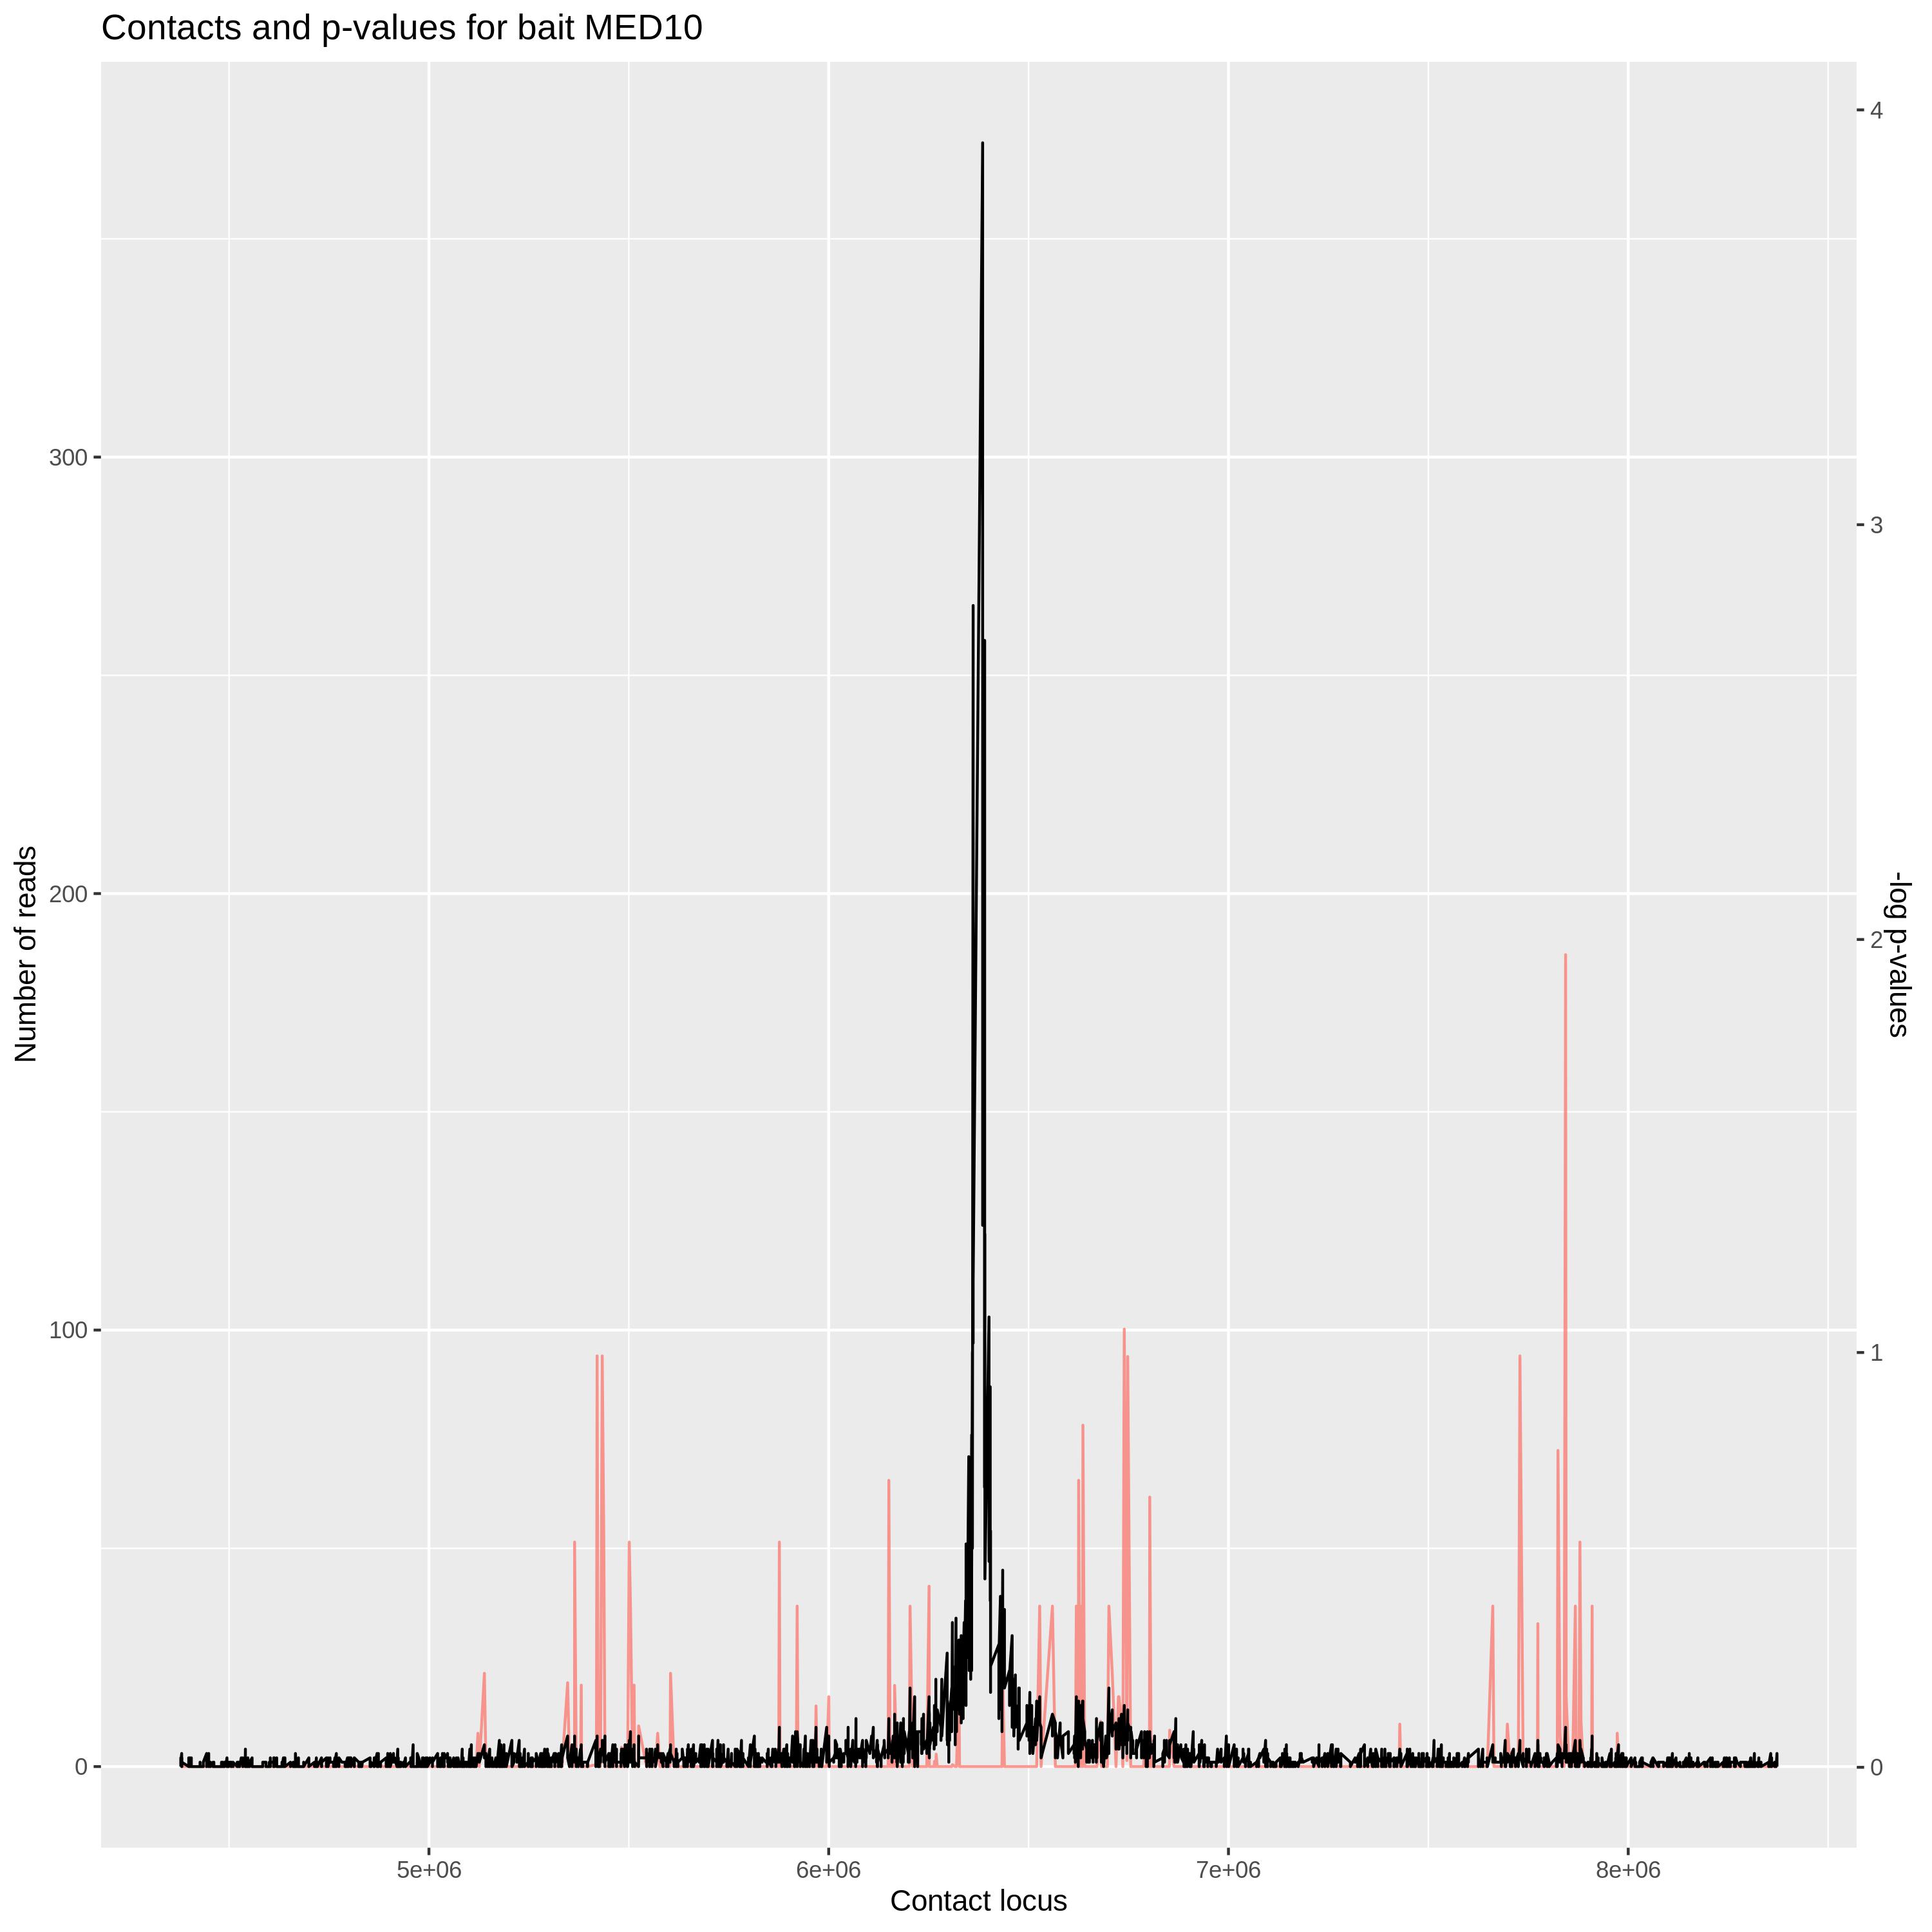 Contacts and p-values for bait MED10
Number of reads
300
200
100
0
4
3
2
1
0
-log p-values
5e+06
6e+06
7e+06
8e+06
Contact locus